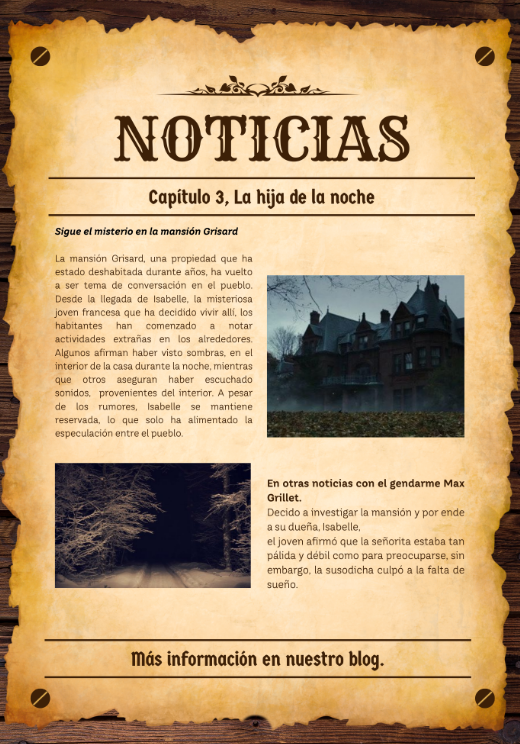 NOTICIAS
Capítulo 3, La hija de la noche
Sigue el misterio en la mansión Grisard
La mansión Grisard, una propiedad que ha
estado deshabitada durante años, ha vuelto
a ser tema de conversación en el pueblo.
Desde la llegada de Isabelle, la misteriosa
joven francesa que ha decidido vivir allí, los
habitantes han comenzado a notar
actividades extrañas en los alrededores.
Algunos afirman haber visto sombras, en el
interior de la casa durante la noche, mientras
que otros aseguran haber escuchado
sonidos, provenientes del interior. A pesar
de los rumores, Isabelle se mantiene
reservada, lo que solo ha alimentado la
especulación entre el pueblo.
En otras noticias con el gendarme Max
Grillet.
Decido a investigar la mansión y por ende
a su dueña, Isabelle,
el joven afirmó que la señorita estaba tan
pálida y débil como para preocuparse, sin
embargo, la susodicha culpó a la falta de
sueño.
Más información en nuestro blog.